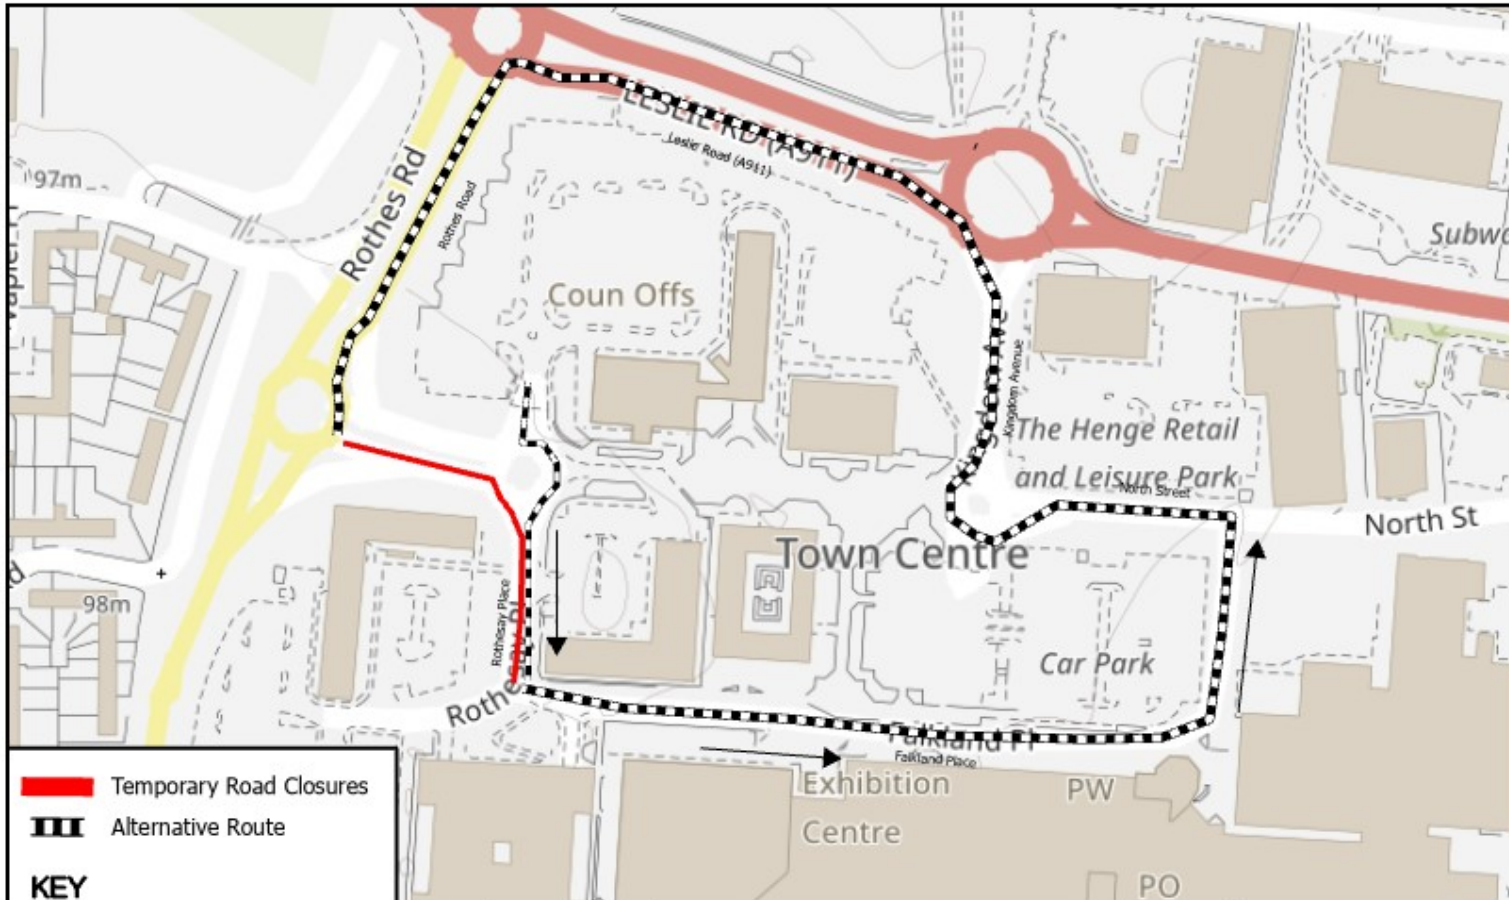 LESLIE RD (A911)
Leslie Road (A911)
97m
Rothes Rd
Rothes Road
Subw
Coun Offs
Kingdom Avenue
The Henge Retail
and Leisure Park
North Street
North St
Town Centre
98m
Rothesay Place
Car Park
Rothesay Pl
Falkland Pl
Falkland Place
Exhibition
Centre
PW
PO
Temporary Road Closures
Alternative Route
KEY